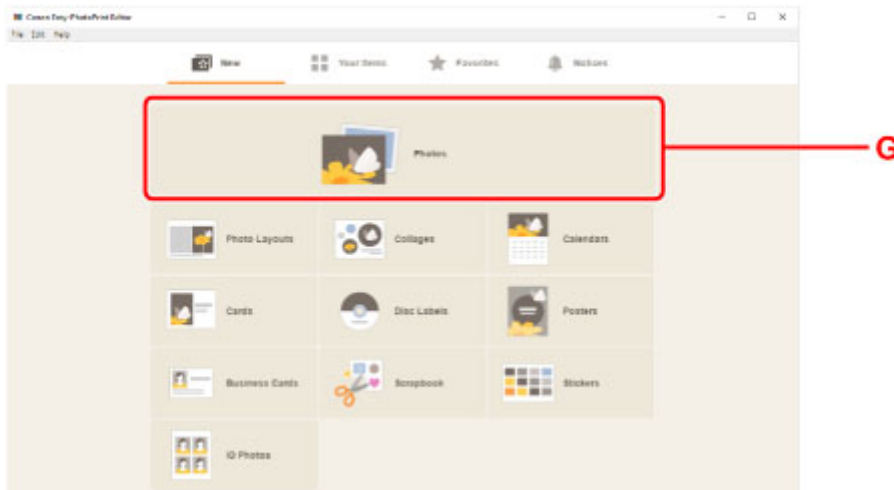 Canon Easy-PhotoPrint Editor
File Edit Help
New Your Items Favorites Notices
Photos
G
Photo Layouts Collages Calendars
Cards Disc Labels Posters
Business Cards Scrapbook Stickers
ID Photos